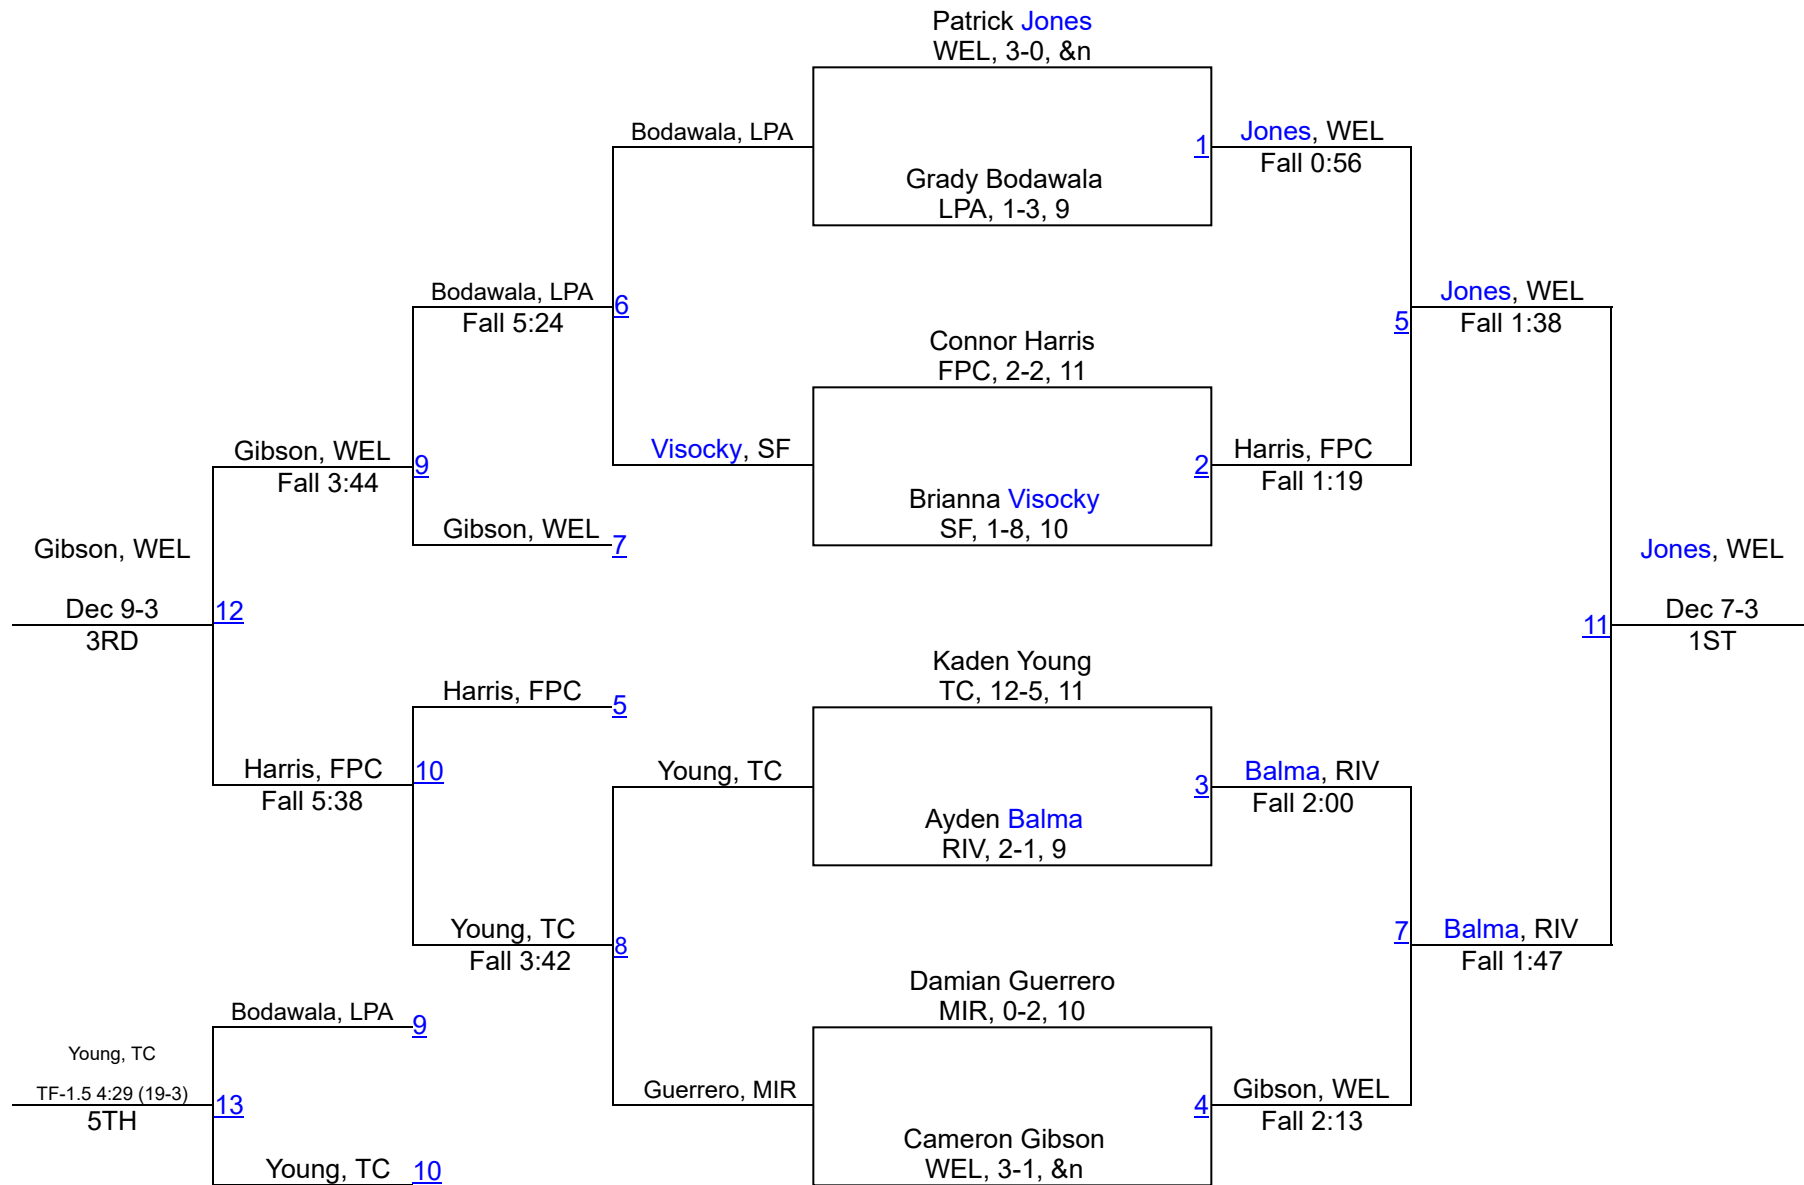 Patrick Jones
WEL, 3-0, &n
Bodawala, LPA
1
Jones, WEL
Fall 0:56
Grady Bodawala
LPA, 1-3, 9
Bodawala, LPA
Fall 5:24
6
Jones, WEL
Fall 1:38
5
Connor Harris
FPC, 2-2, 11
Gibson, WEL
Fall 3:44
9
Visocky, SF
2
Harris, FPC
Fall 1:19
Brianna Visocky
SF, 1-8, 10
Gibson, WEL
7
Gibson, WEL
Dec 9-3
3RD
12
Jones, WEL
Dec 7-3
1ST
11
Kaden Young
TC, 12-5, 11
Harris, FPC
5
Harris, FPC
Fall 5:38
10
Young, TC
3
Balma, RIV
Fall 2:00
Ayden Balma
RIV, 2-1, 9
Young, TC
Fall 3:42
8
7
Balma, RIV
Fall 1:47
Damian Guerrero
MIR, 0-2, 10
Bodawala, LPA
9
Young, TC
TF-1.5 4:29 (19-3)
5TH
13
Guerrero, MIR
4
Gibson, WEL
Fall 2:13
Cameron Gibson
WEL, 3-1, &n
Young, TC
10